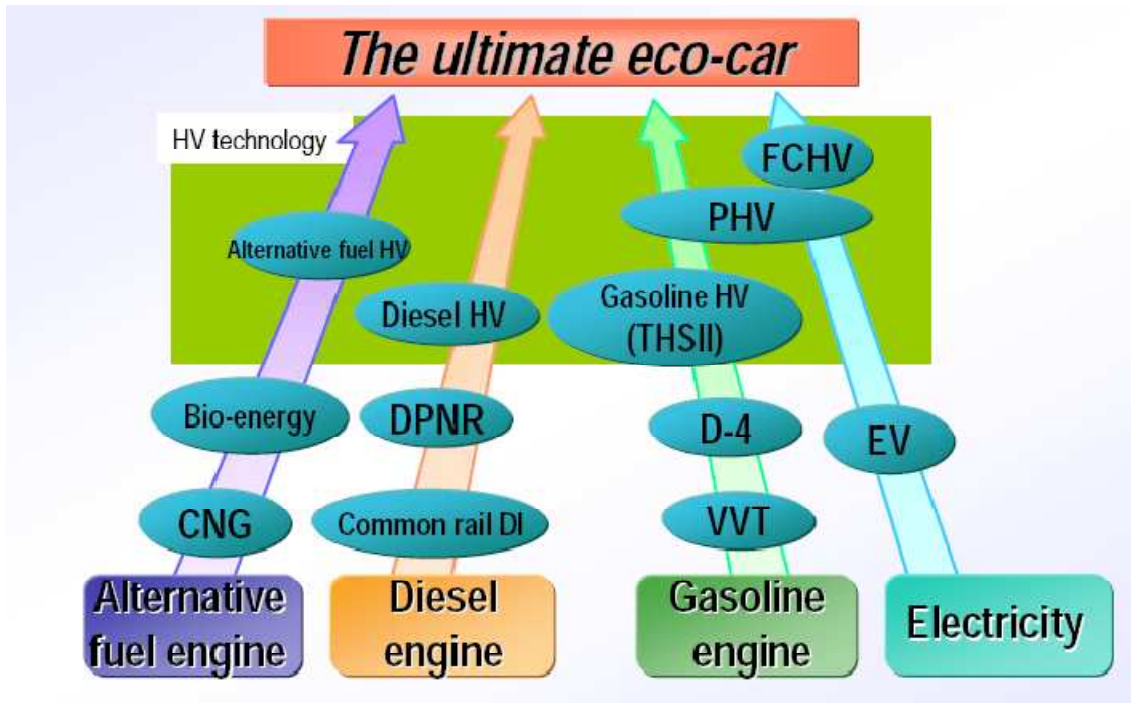 The ultimate eco-car
HV technology
FCHV
PHV
Alternative fuel HV
Diesel HV
Gasoline HV
(THSII)
Bio-energy
DPNR
D-4
EV
CNG
Common rail DI
VVT
Alternative
fuel engine
Diesel
engine
Gasoline
engine
Electricity